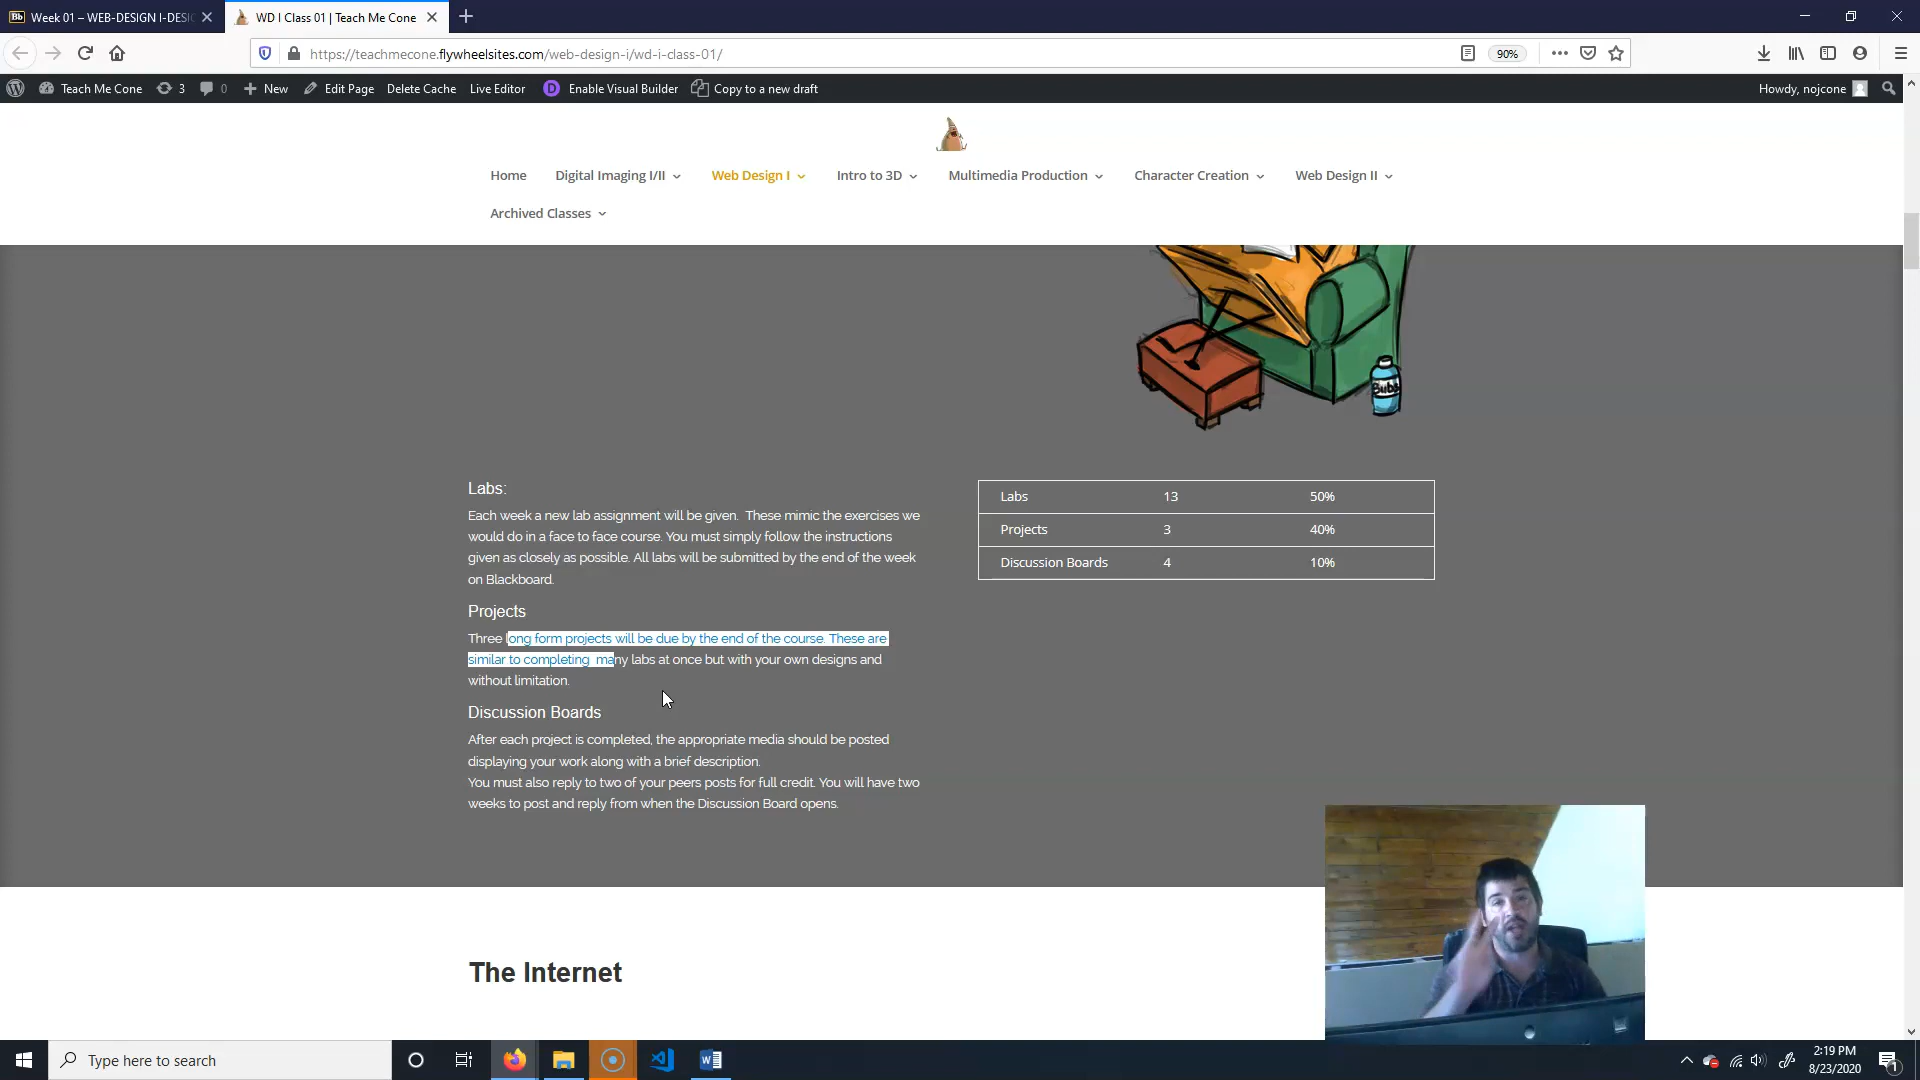 Week 01 – WEB-DESIGN I-DESI
WD I Class 01 | Teach Me Cone
https://teachmecone.flywheelsites.com/web-design-i/wd-i-class-01/
90%
Teach Me Cone
3
0
New
Edit Page
Delete Cache
Live Editor
Enable Visual Builder
Copy to a new draft
Howdy, nojcone
Home
Digital Imaging I/II
Web Design I
Intro to 3D
Multimedia Production
Character Creation
Web Design II
Archived Classes
Bubs
Labs:
Each week a new lab assignment will be given. These mimic the exercises we
would do in a face to face course. You must simply follow the instructions
given as closely as possible. All labs will be submitted by the end of the week
on Blackboard.
Projects
Three long form projects will be due by the end of the course. These are
similar to completing many labs at once but with your own designs and
without limitation.
Discussion Boards
After each project is completed, the appropriate media should be posted
displaying your work along with a brief description.
You must also reply to two of your peers posts for full credit. You will have two
weeks to post and reply from when the Discussion Board opens.
Labs 13 50%
Projects 3 40%
Discussion Boards 4 10%
The Internet
Type here to search
2:19 PM
8/23/2020
1